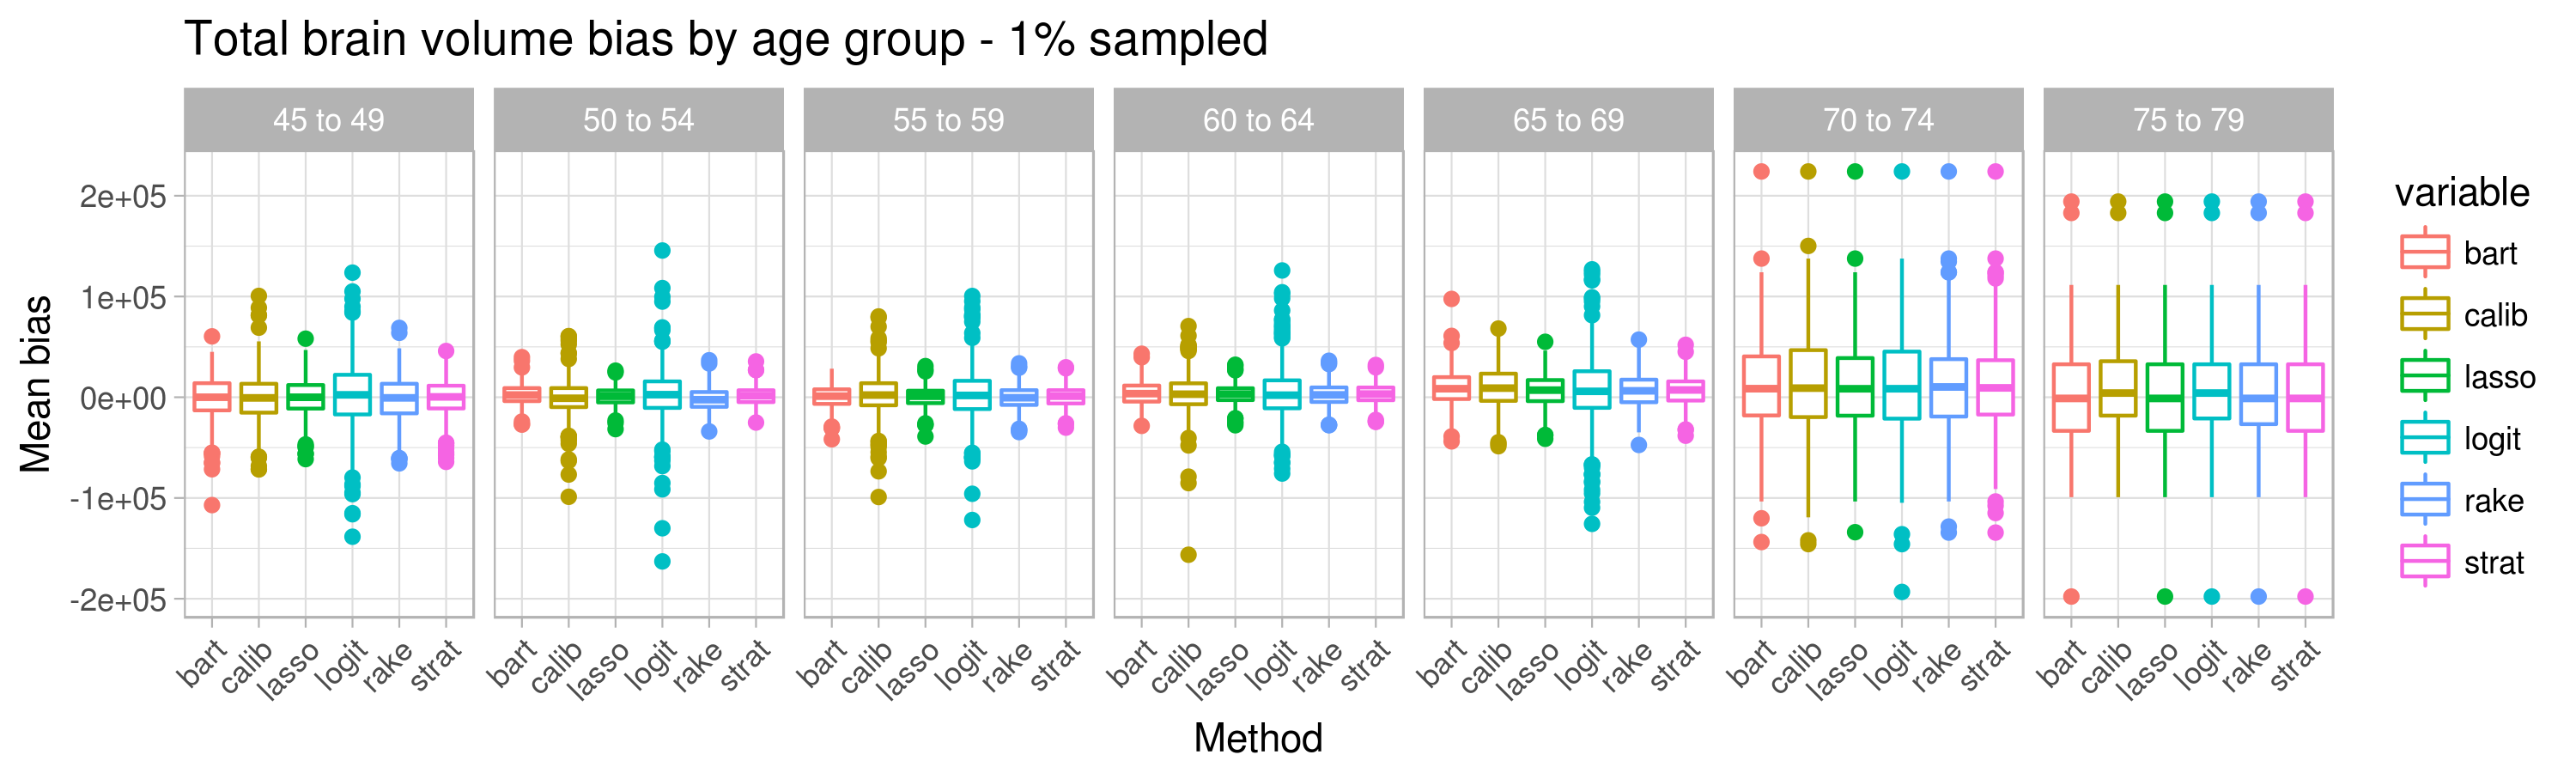 Total brain volume bias by age group - 1% sampled
45 to 49 50 to 54 55 to 59 60 to 64 65 to 69 70 to 74 75 to 79
2e+05
1e+05
0e+00
-1e+05
-2e+05
Mean bias
bart calib lasso logit rake strat bart calib lasso logit rake strat bart calib lasso logit rake strat bart calib lasso logit rake strat bart calib lasso logit rake strat bart calib lasso logit rake strat bart calib lasso logit rake strat
Method
variable
bart
calib
lasso
logit
rake
strat